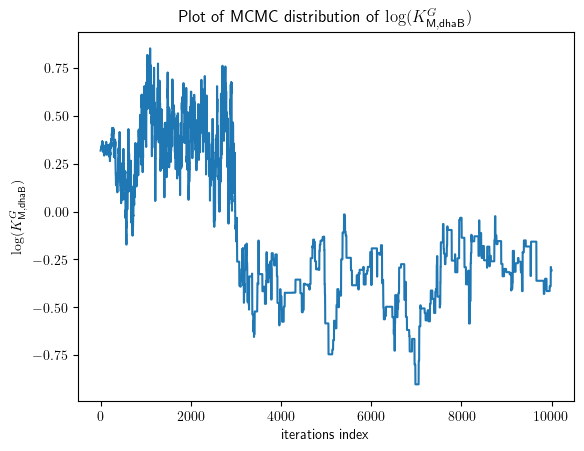 Plot of MCMC distribution of log(K^G_{M,dhaB})
log(K^G_{M,dhaB})
0.75
0.50
0.25
0.00
−0.25
−0.50
−0.75
0 2000 4000 6000 8000 10000
iterations index